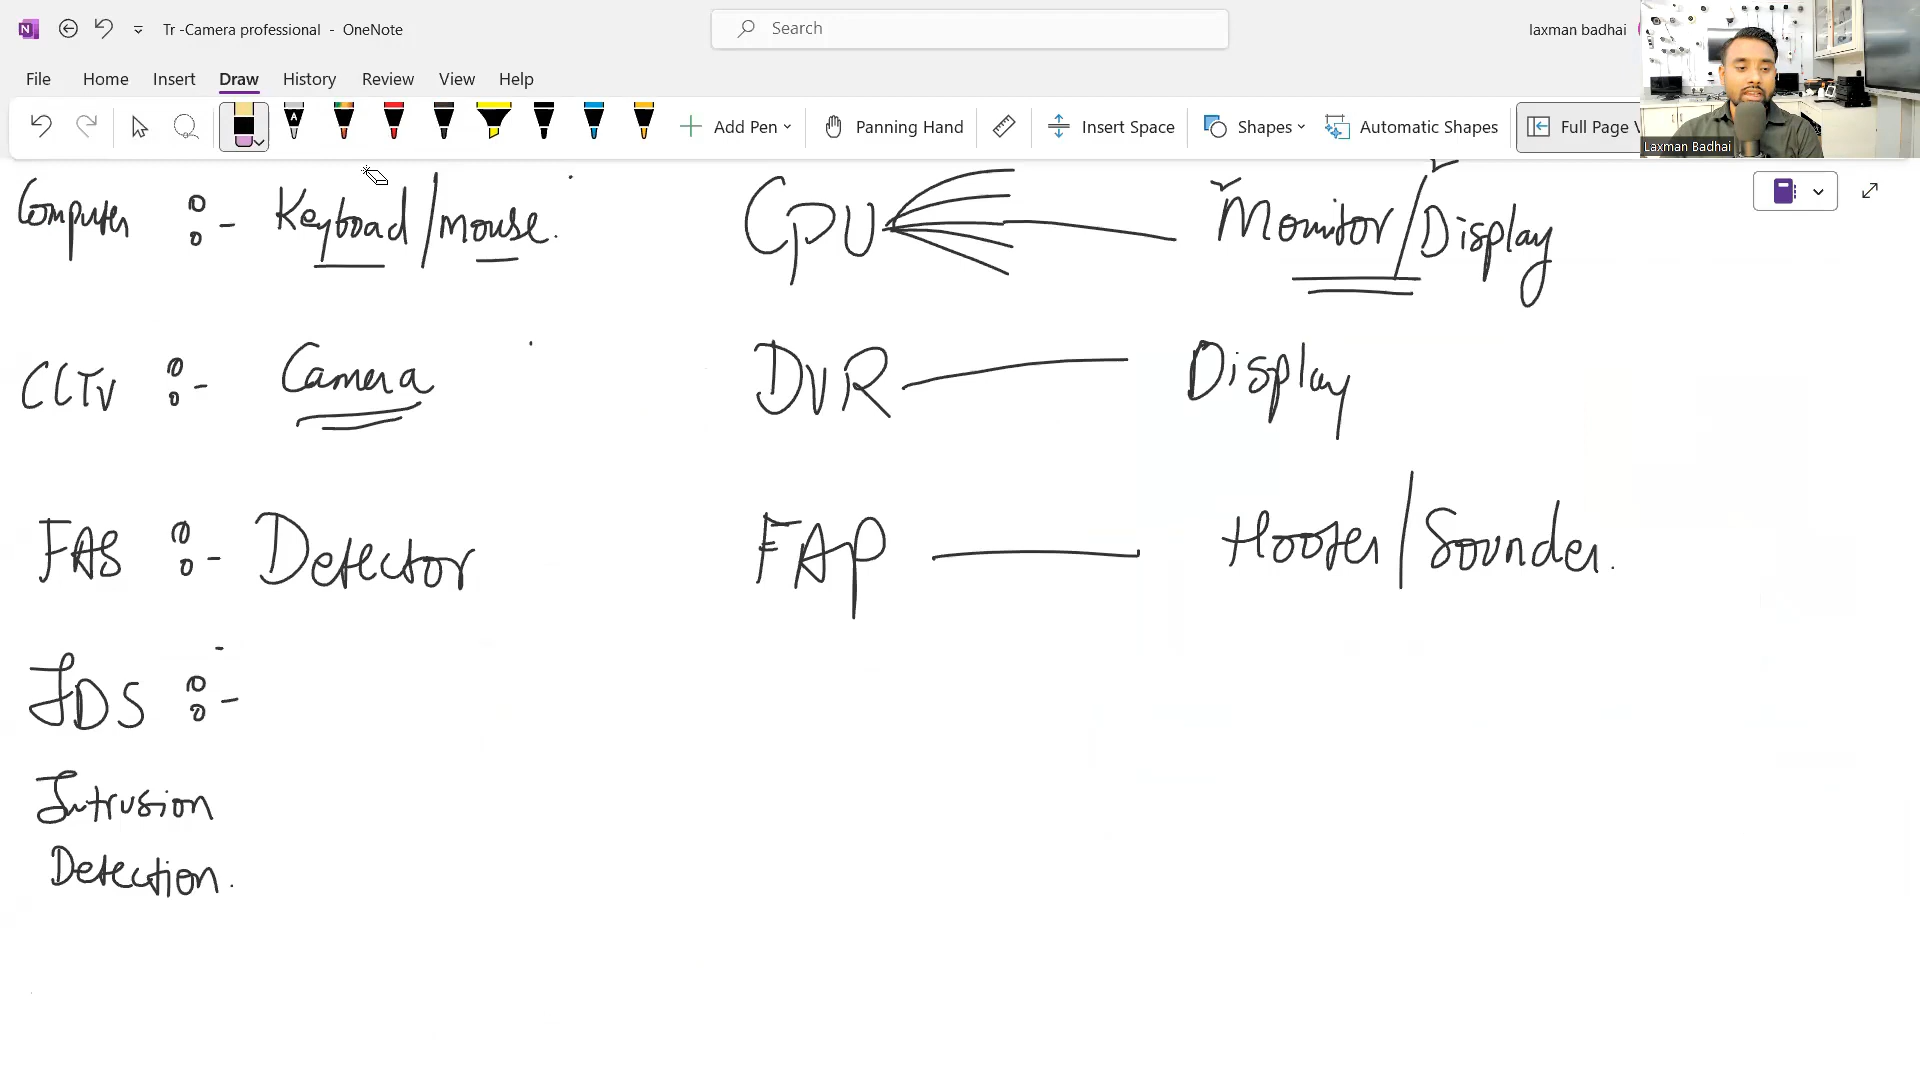 Tr -Camera professional - OneNote
Search
laxman badhai
File Home Insert Draw History Review View Help
Add Pen Panning Hand Insert Space Shapes Automatic Shapes Full Page V
Laxman Badhai
Computer :- Keyboad/mouse. CPU Monitor/Display
CCTV :- Camera DVR Display
FAS :- Detector FAP Hooter/Sounder.
IDS :-
Intrusion
Detection.